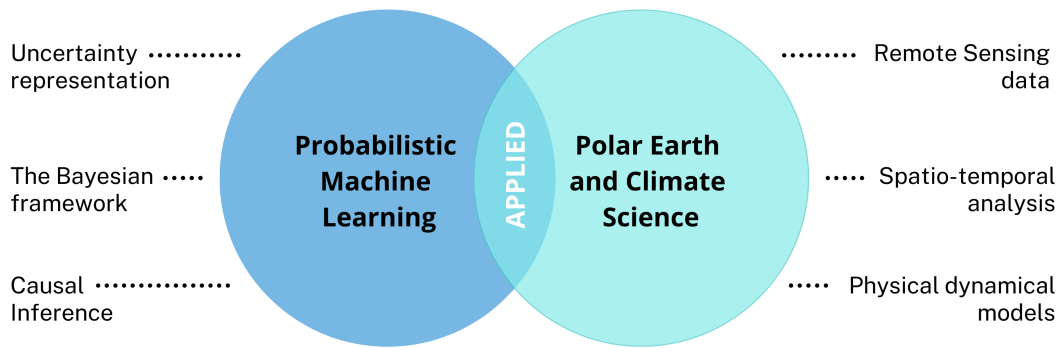 Uncertainty
representation
The Bayesian
framework
Causal
Inference
Probabilistic
Machine
Learning
APPLIED
Polar Earth
and Climate
Science
Remote Sensing
data
Spatio-temporal
analysis
Physical dynamical
models